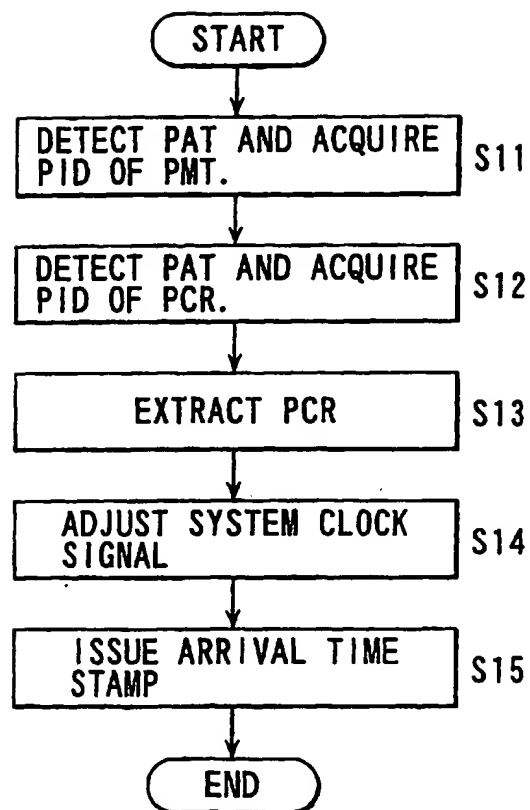 START
DETECT PAT AND ACQUIRE
PID OF PMT.
S11
DETECT PAT AND ACQUIRE
PID OF PCR.
S12
EXTRACT PCR
S13
ADJUST SYSTEM CLOCK
SIGNAL
S14
ISSUE ARRIVAL TIME
STAMP
S15
END